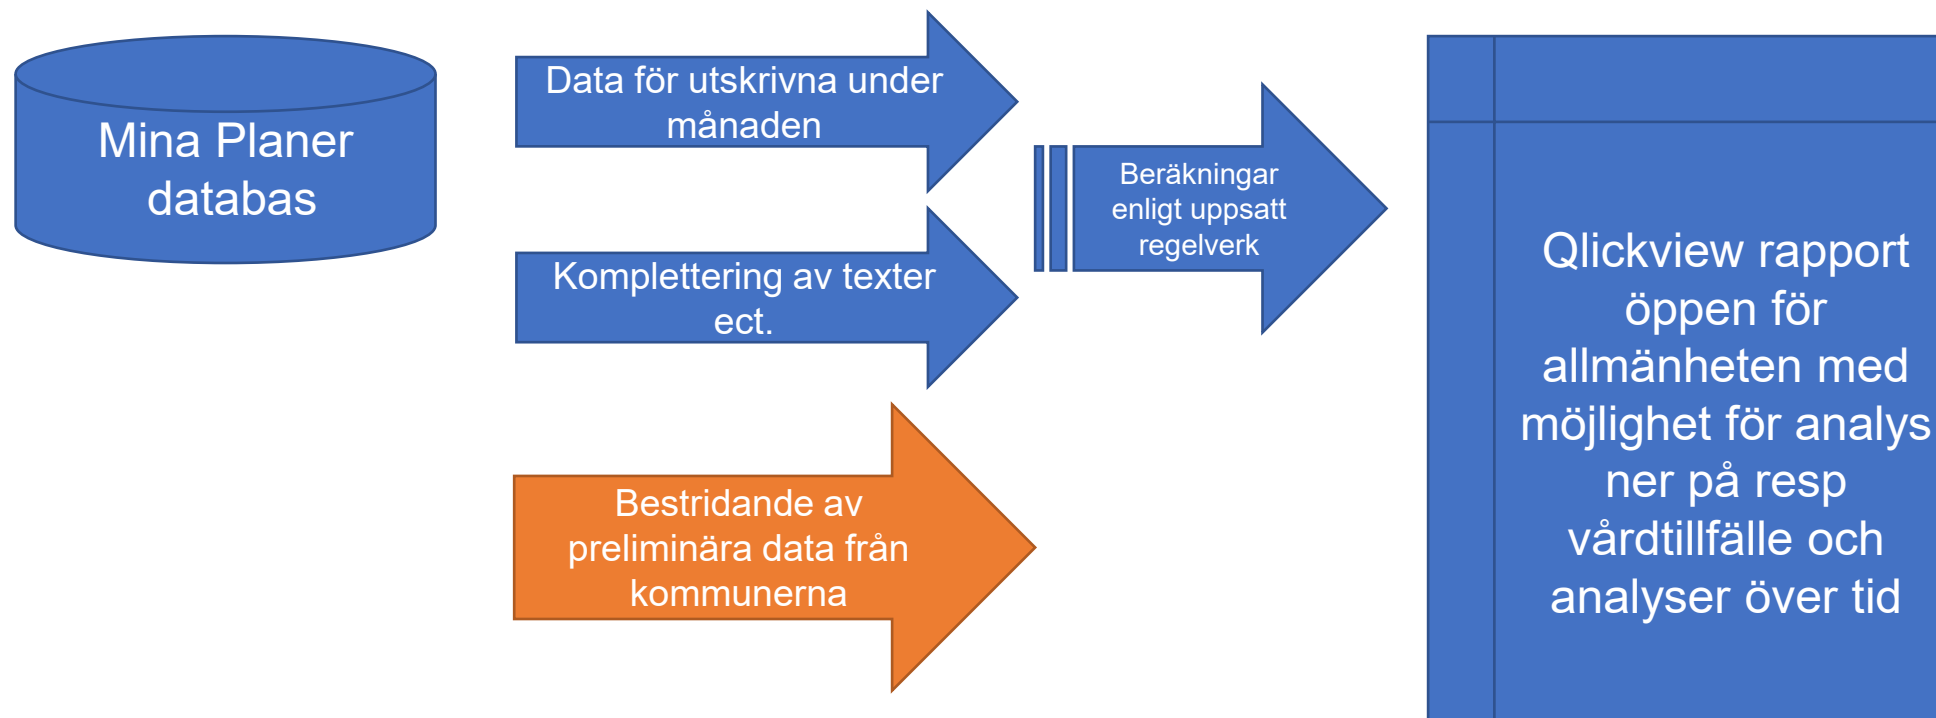 Mina Planer
databas
Data för utskrivna under
månaden
Komplettering av texter
ect.
Bestridande av
preliminära data från
kommunerna
Beräkningar
enligt uppsatt
regelverk
Qlickview rapport
öppen för
allmänheten med
möjlighet för analys
ner på resp
vårdtillfälle och
analyser över tid